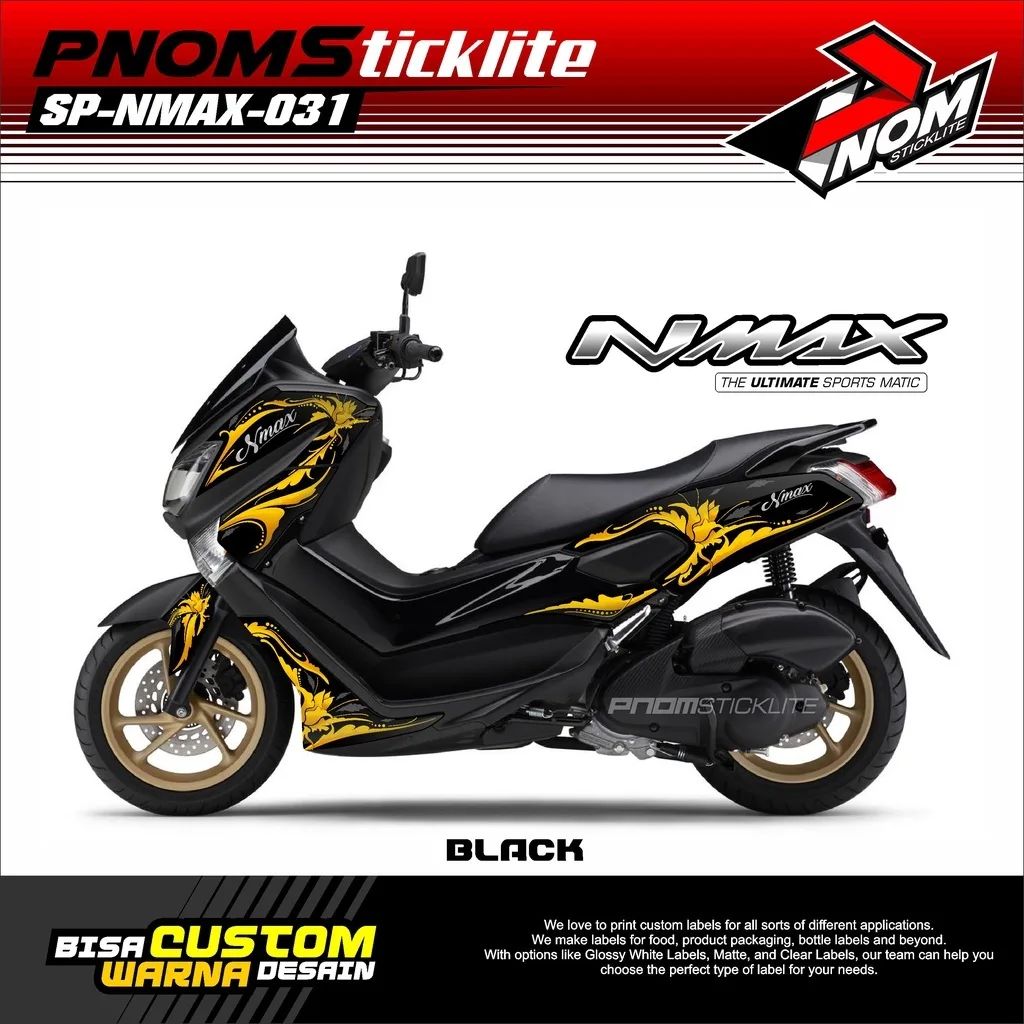 PNOMSticklite
SP-NMAX-031
PNOM
STICKLITE
NMAX
THE ULTIMATE SPORTS MATIC
Nmax
Nmax
PNOMSTICKLITE
BLACK
BISA CUSTOM
WARNA DESAIN
We love to print custom labels for all sorts of different applications.
We make labels for food, product packaging, bottle labels and beyond.
With options like Glossy White Labels, Matte, and Clear Labels, our team can help you
choose the perfect type of label for your needs.